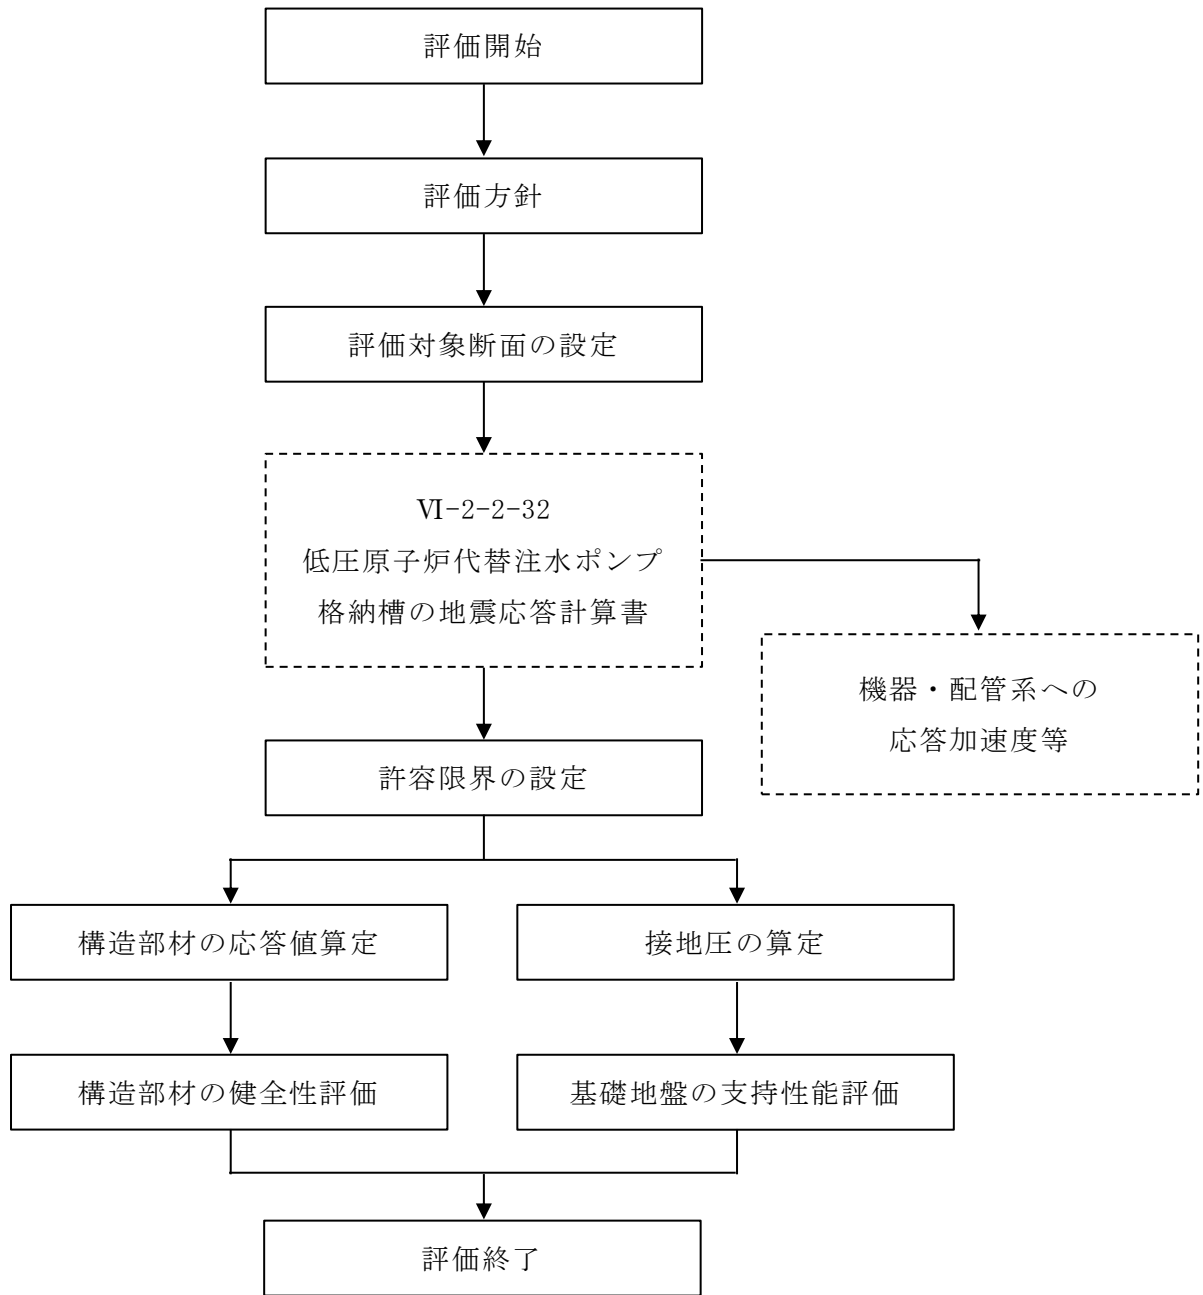 評価開始
評価方針
評価対象断面の設定
Ⅵ-2-2-32
低圧原子炉代替注水ポンプ
格納槽の地震応答計算書
機器・配管系への
応答加速度等
許容限界の設定
構造部材の応答値算定
接地圧の算定
構造部材の健全性評価
基礎地盤の支持性能評価
評価終了